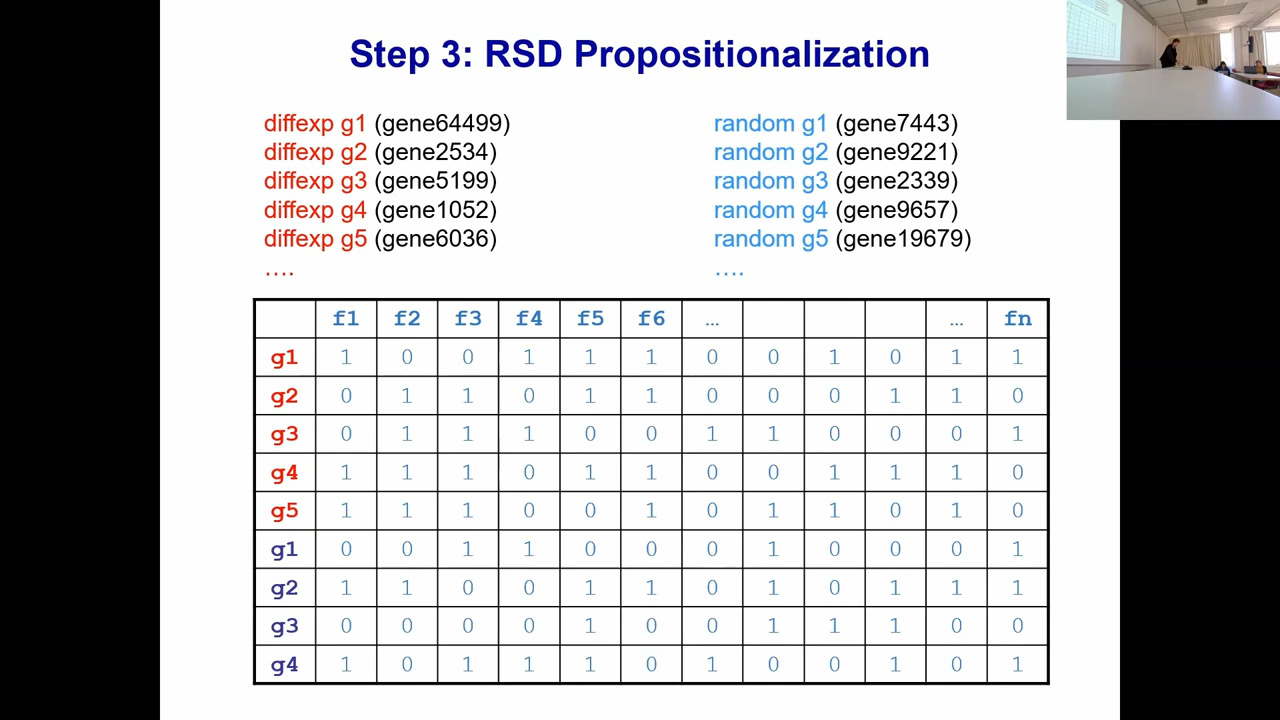 Step 3: RSD Propositionalization
diffexp g1 (gene64499)
diffexp g2 (gene2534)
diffexp g3 (gene5199)
diffexp g4 (gene1052)
diffexp g5 (gene6036)
....
random g1 (gene7443)
random g2 (gene9221)
random g3 (gene2339)
random g4 (gene9657)
random g5 (gene19679)
....
f1 f2 f3 f4 f5 f6 … … fn
g1 1 0 0 1 1 1 0 0 1 0 1 1
g2 0 1 1 0 1 1 0 0 0 1 1 0
g3 0 1 1 1 0 0 1 1 0 0 0 1
g4 1 1 1 0 1 1 0 0 1 1 1 0
g5 1 1 1 0 0 1 0 1 1 0 1 0
g1 0 0 1 1 0 0 0 1 0 0 0 1
g2 1 1 0 0 1 1 0 1 0 1 1 1
g3 0 0 0 0 1 0 0 1 1 1 0 0
g4 1 0 1 1 1 0 1 0 0 1 0 1